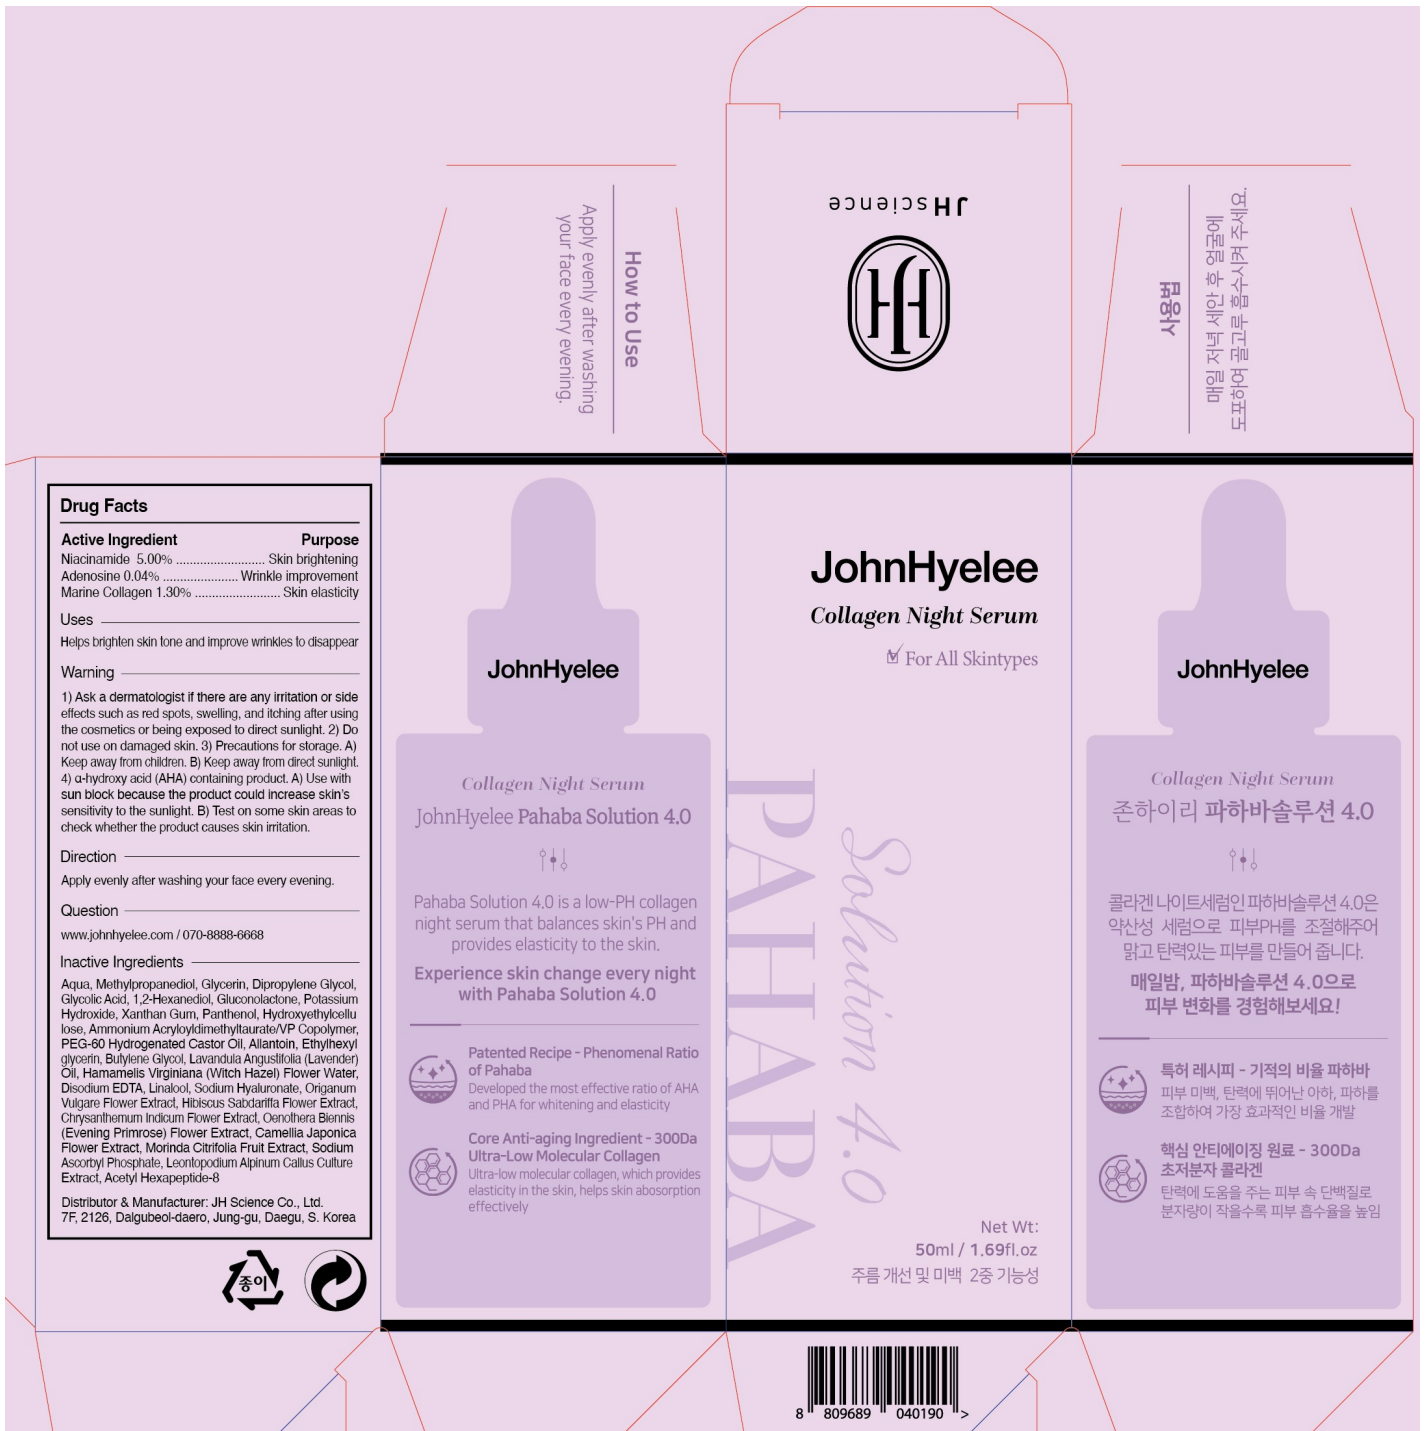 JH science
How to Use
Apply evenly after washing
your face every evening.
사용법
매일 저녁 세안 후 얼굴에
도포하여 골고루 흡수시켜 주세요.
Drug Facts
Active Ingredient Purpose
Niacinamide 5.00% .......................... Skin brightening
Adenosine 0.04% ...................... Wrinkle improvement
Marine Collagen 1.30% ......................... Skin elasticity
Uses
Helps brighten skin tone and improve wrinkles to disappear
Warning
1) Ask a dermatologist if there are any irritation or side
effects such as red spots, swelling, and itching after using
the cosmetics or being exposed to direct sunlight. 2) Do
not use on damaged skin. 3) Precautions for storage. A)
Keep away from children. B) Keep away from direct sunlight.
4) α-hydroxy acid (AHA) containing product. A) Use with
sun block because the product could increase skin's
sensitivity to the sunlight. B) Test on some skin areas to
check whether the product causes skin irritation.
Direction
Apply evenly after washing your face every evening.
Question
www.johnhyelee.com / 070-8888-6668
Inactive Ingredients
Aqua, Methylpropanediol, Glycerin, Dipropylene Glycol,
Glycolic Acid, 1,2-Hexanediol, Gluconolactone, Potassium
Hydroxide, Xanthan Gum, Panthenol, Hydroxyethylcellu
lose, Ammonium Acryloyldimethyltaurate/VP Copolymer,
PEG-60 Hydrogenated Castor Oil, Allantoin, Ethylhexyl
glycerin, Butylene Glycol, Lavandula Angustifolia (Lavender)
Oil, Hamamelis Virginiana (Witch Hazel) Flower Water,
Disodium EDTA, Linalool, Sodium Hyaluronate, Origanum
Vulgare Flower Extract, Hibiscus Sabdariffa Flower Extract,
Chrysanthemum Indicum Flower Extract, Oenothera Biennis
(Evening Primrose) Flower Extract, Camellia Japonica
Flower Extract, Morinda Citrifolia Fruit Extract, Sodium
Ascorbyl Phosphate, Leontopodium Alpinum Callus Culture
Extract, Acetyl Hexapeptide-8
Distributor & Manufacturer: JH Science Co., Ltd.
7F, 2126, Dalgubeol-daero, Jung-gu, Daegu, S. Korea
종이
JohnHyelee
Collagen Night Serum
JohnHyelee Pahaba Solution 4.0
Pahaba Solution 4.0 is a low-PH collagen
night serum that balances skin's PH and
provides elasticity to the skin.
Experience skin change every night
with Pahaba Solution 4.0
Patented Recipe - Phenomenal Ratio
of Pahaba
Developed the most effective ratio of AHA
and PHA for whitening and elasticity
Core Anti-aging Ingredient - 300Da
Ultra-Low Molecular Collagen
Ultra-low molecular collagen, which provides
elasticity in the skin, helps skin abosorption
effectively
JohnHyelee
Collagen Night Serum
For All Skintypes
PAHABA
Solution 4.0
Net Wt:
50ml / 1.69fl.oz
주름 개선 및 미백 2중 기능성
8 809689 040190 >
JohnHyelee
Collagen Night Serum
존하이리 파하바솔루션 4.0
콜라겐 나이트세럼인 파하바솔루션 4.0은
약산성 세럼으로 피부PH를 조절해주어
맑고 탄력있는 피부를 만들어 줍니다.
매일밤, 파하바솔루션 4.0으로
피부 변화를 경험해보세요!
특허 레시피 - 기적의 비율 파하바
피부 미백, 탄력에 뛰어난 아하, 파하를
조합하여 가장 효과적인 비율 개발
핵심 안티에이징 원료 - 300Da
초저분자 콜라겐
탄력에 도움을 주는 피부 속 단백질로
분자량이 작을수록 피부 흡수율을 높임